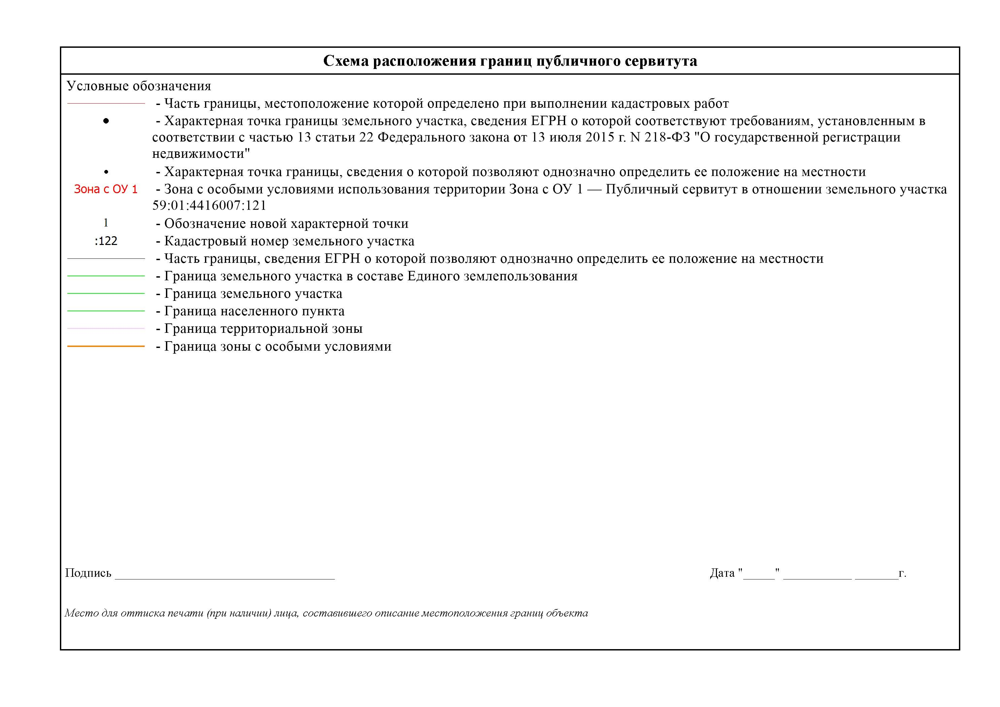 Схема расположения границ публичного сервитута
Условные обозначения
- Часть границы, местоположение которой определено при выполнении кадастровых работ
- Характерная точка границы земельного участка, сведения ЕГРН о которой соответствуют требованиям, установленным в
соответствии с частью 13 статьи 22 Федерального закона от 13 июля 2015 г. N 218-ФЗ "О государственной регистрации
недвижимости"
- Характерная точка границы, сведения о которой позволяют однозначно определить ее положение на местности
Зона с ОУ 1 - Зона с особыми условиями использования территории Зона с ОУ 1 — Публичный сервитут в отношении земельного участка
59:01:4416007:121
1 - Обозначение новой характерной точки
:122 - Кадастровый номер земельного участка
- Часть границы, сведения ЕГРН о которой позволяют однозначно определить ее положение на местности
- Граница земельного участка в составе Единого землепользования
- Граница земельного участка
- Граница населенного пункта
- Граница территориальной зоны
- Граница зоны с особыми условиями
Подпись ____________________ Дата "_____" ___________ _______г.
Место для оттиска печати (при наличии) лица, составившего описание местоположения границ объекта